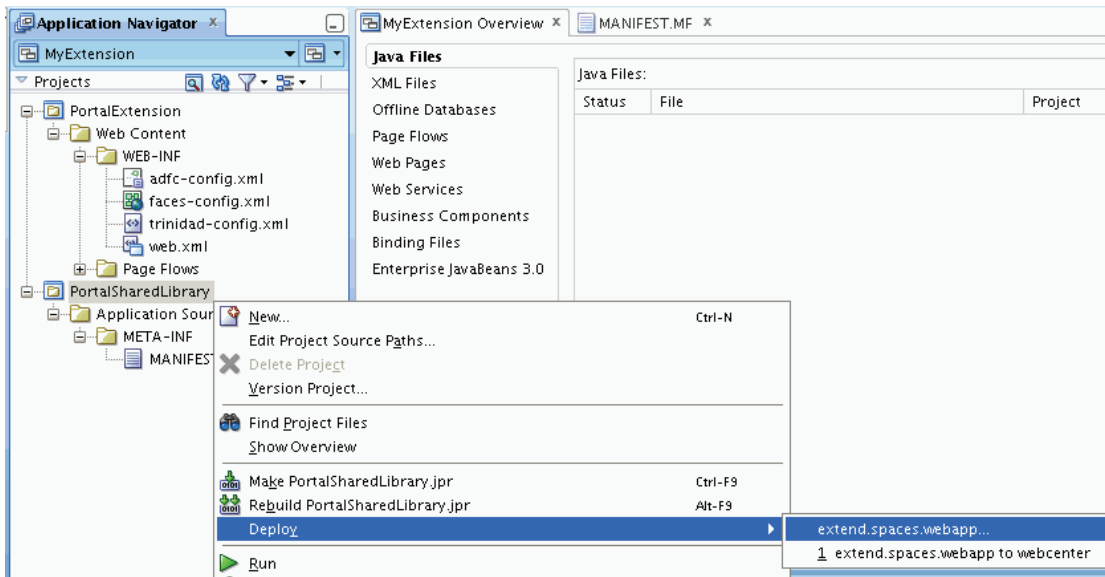 Application Navigator
MyExtension
Projects
PortalExtension
Web Content
WEB-INF
adfc-config.xml
faces-config.xml
trinidad-config.xml
web.xml
Page Flows
PortalSharedLibrary
Application Sour
META-INF
MANIFEST
MyExtension Overview
MANIFEST.MF
Java Files
XML Files
Offline Databases
Page Flows
Web Pages
Web Services
Business Components
Binding Files
Enterprise JavaBeans 3.0
Java Files:
Status File Project
New... Ctrl-N
Edit Project Source Paths...
Delete Project
Version Project...
Find Project Files
Show Overview
Make PortalSharedLibrary.jpr Ctrl-F9
Rebuild PortalSharedLibrary.jpr Alt-F9
Deploy
Run
extend.spaces.webapp...
1 extend.spaces.webapp to webcenter